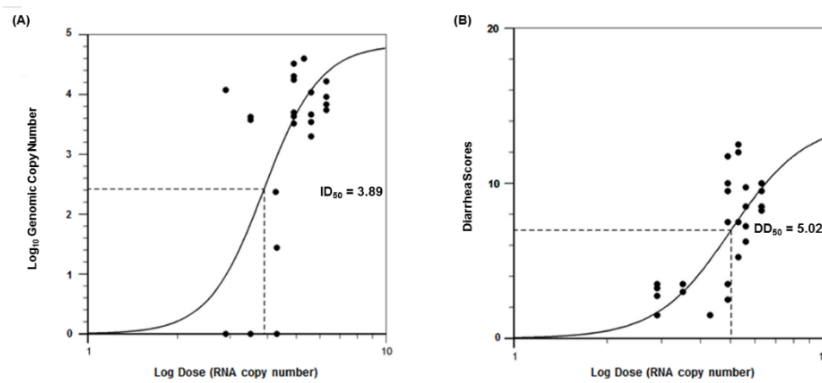 (A)
5
4
3
2
1
0
Log₁₀ Genomic Copy Number
ID₅₀ = 3.89
1
10
Log Dose (RNA copy number)
(B)
20
10
0
Diarrhea Scores
DD₅₀ = 5.02
1
Log Dose (RNA copy number)